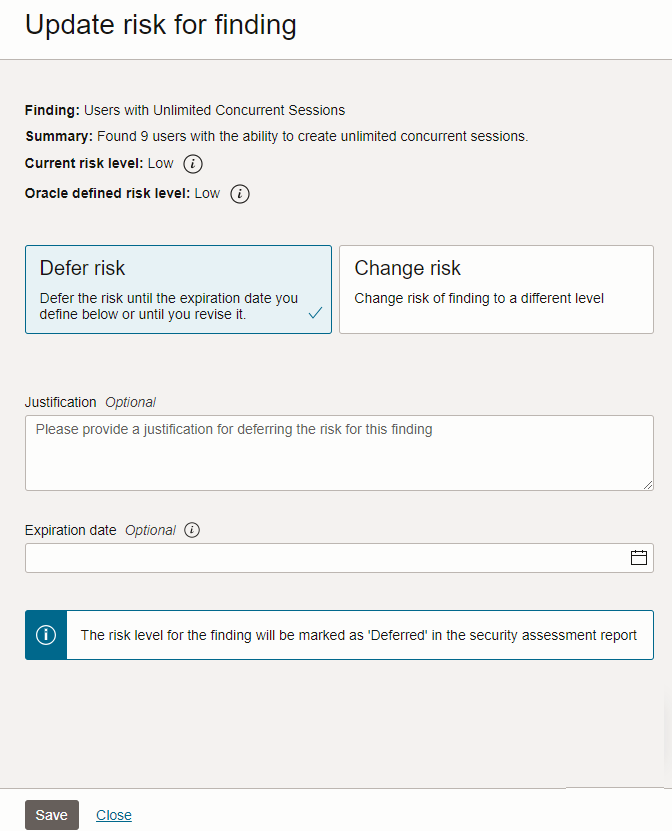 Update risk for finding
Finding: Users with Unlimited Concurrent Sessions
Summary: Found 9 users with the ability to create unlimited concurrent sessions.
Current risk level: Low
Oracle defined risk level: Low
Defer risk
Defer the risk until the expiration date you
define below or until you revise it.
Change risk
Change risk of finding to a different level
Justification Optional
Please provide a justification for deferring the risk for this finding
Expiration date Optional
The risk level for the finding will be marked as 'Deferred' in the security assessment report
Save Close